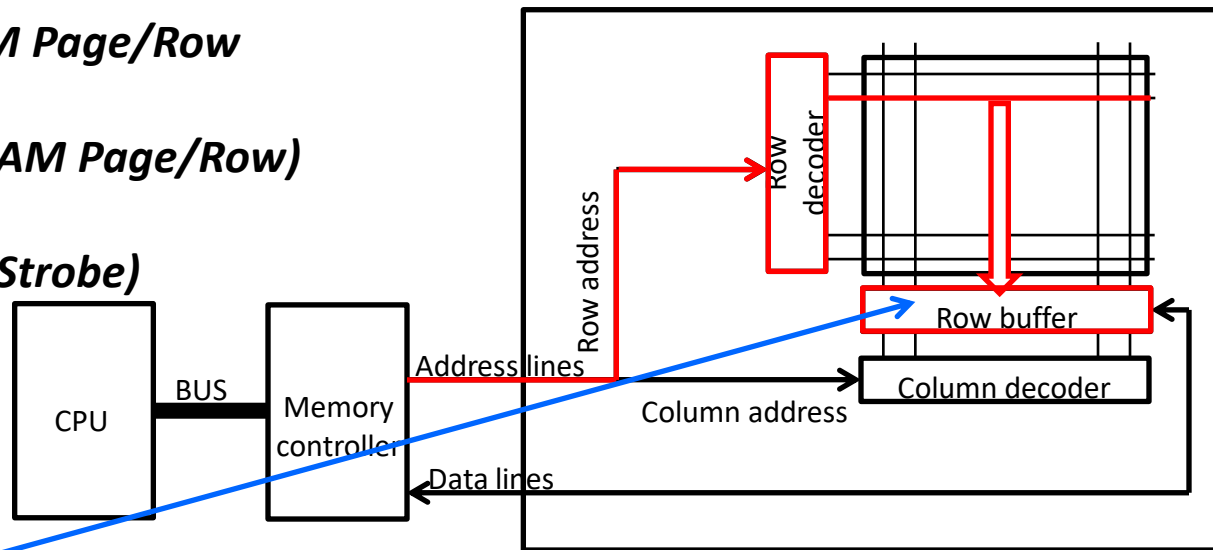 M Page/Row
AM Page/Row)
Strobe)
Row
decoder
Row address
Row buffer
Address lines
BUS
CPU
Memory
controller
Column decoder
Column address
Data lines